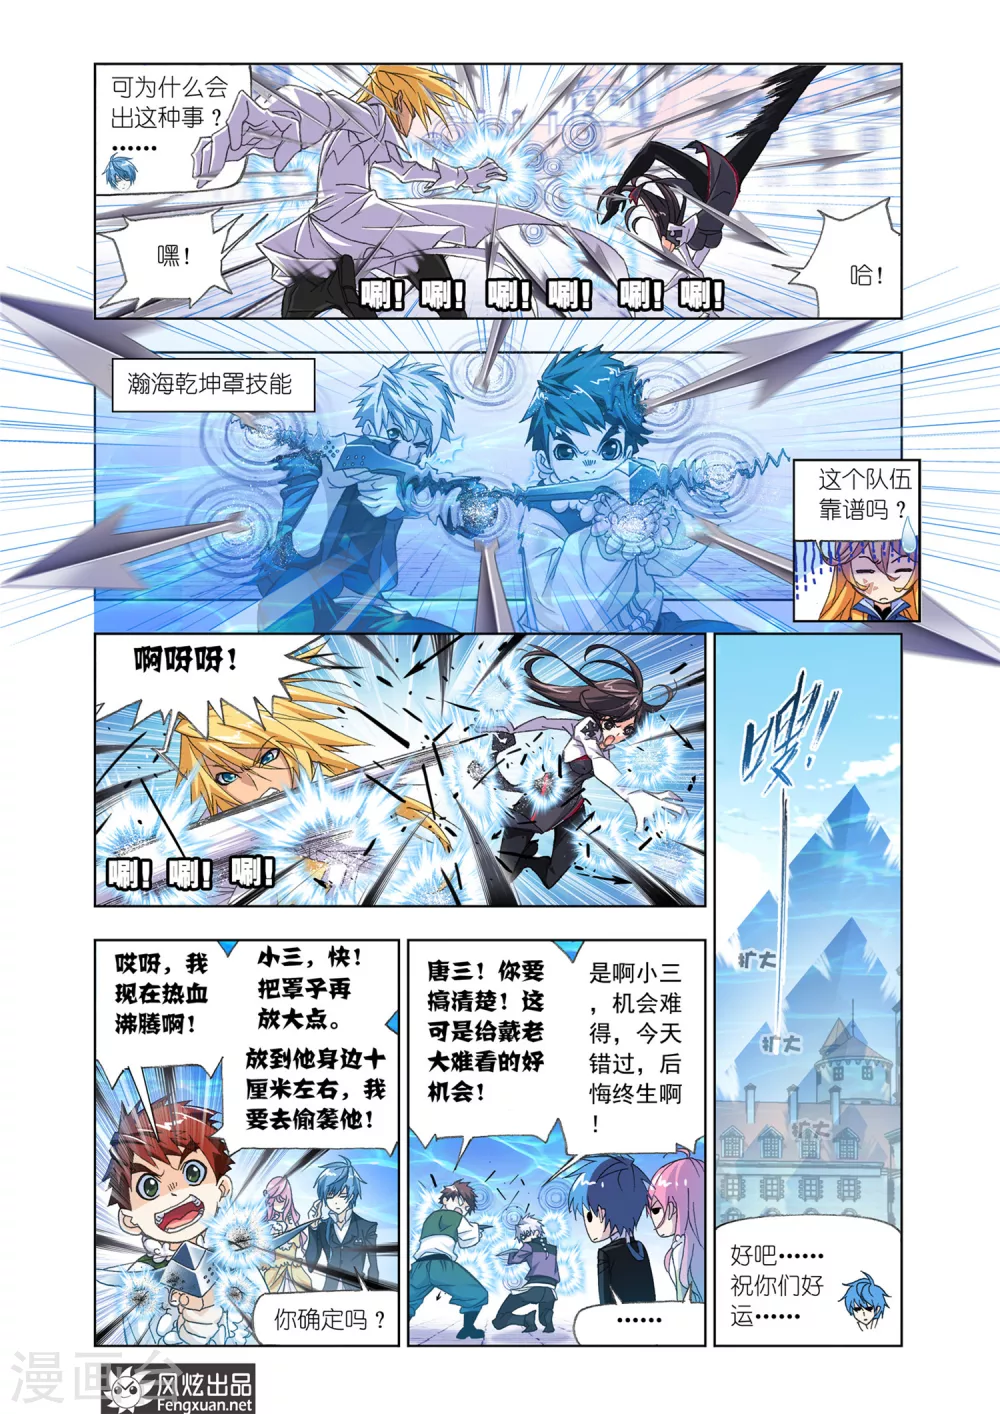 可为什么会
出这种事？
……
嘿！
哈！
唰！唰！唰！唰！唰！唰！
瀚海乾坤罩技能
这个队伍
靠谱吗？
啊呀呀！
唰！唰！唰！
嗖！
扩大
扩大
扩大
哎呀，我
现在热血
沸腾啊！
小三，快！
把罩子再
放大点。
放到他身边十
厘米左右，我
要去偷袭他！
你确定吗？
唐三！你要
搞清楚！这
可是给戴老
大难看的好
机会！
是啊小三
，机会难
得，今天
错过，后
悔终生啊
！
……
好吧……
祝你们好
运……
漫画台
风炫出品
Fengxuan.net